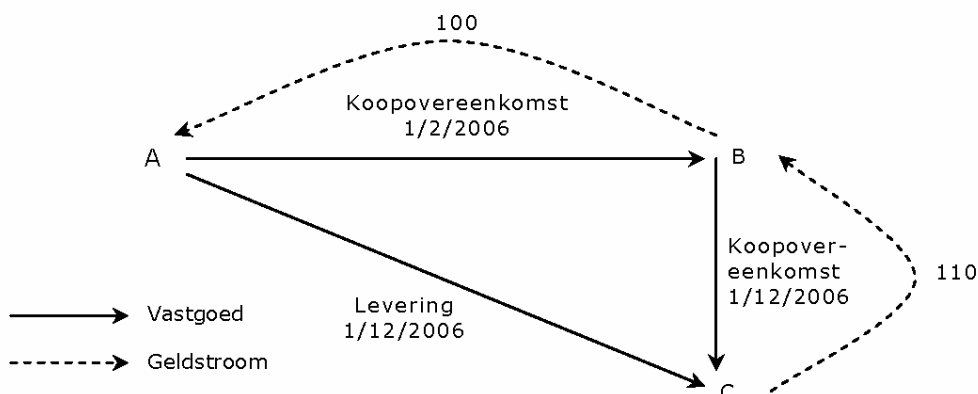 100
Koopovereenkomst
1/2/2006
A
B
Koopover-
eenkomst
1/12/2006
110
Levering
1/12/2006
Vastgoed
Geldstroom
C